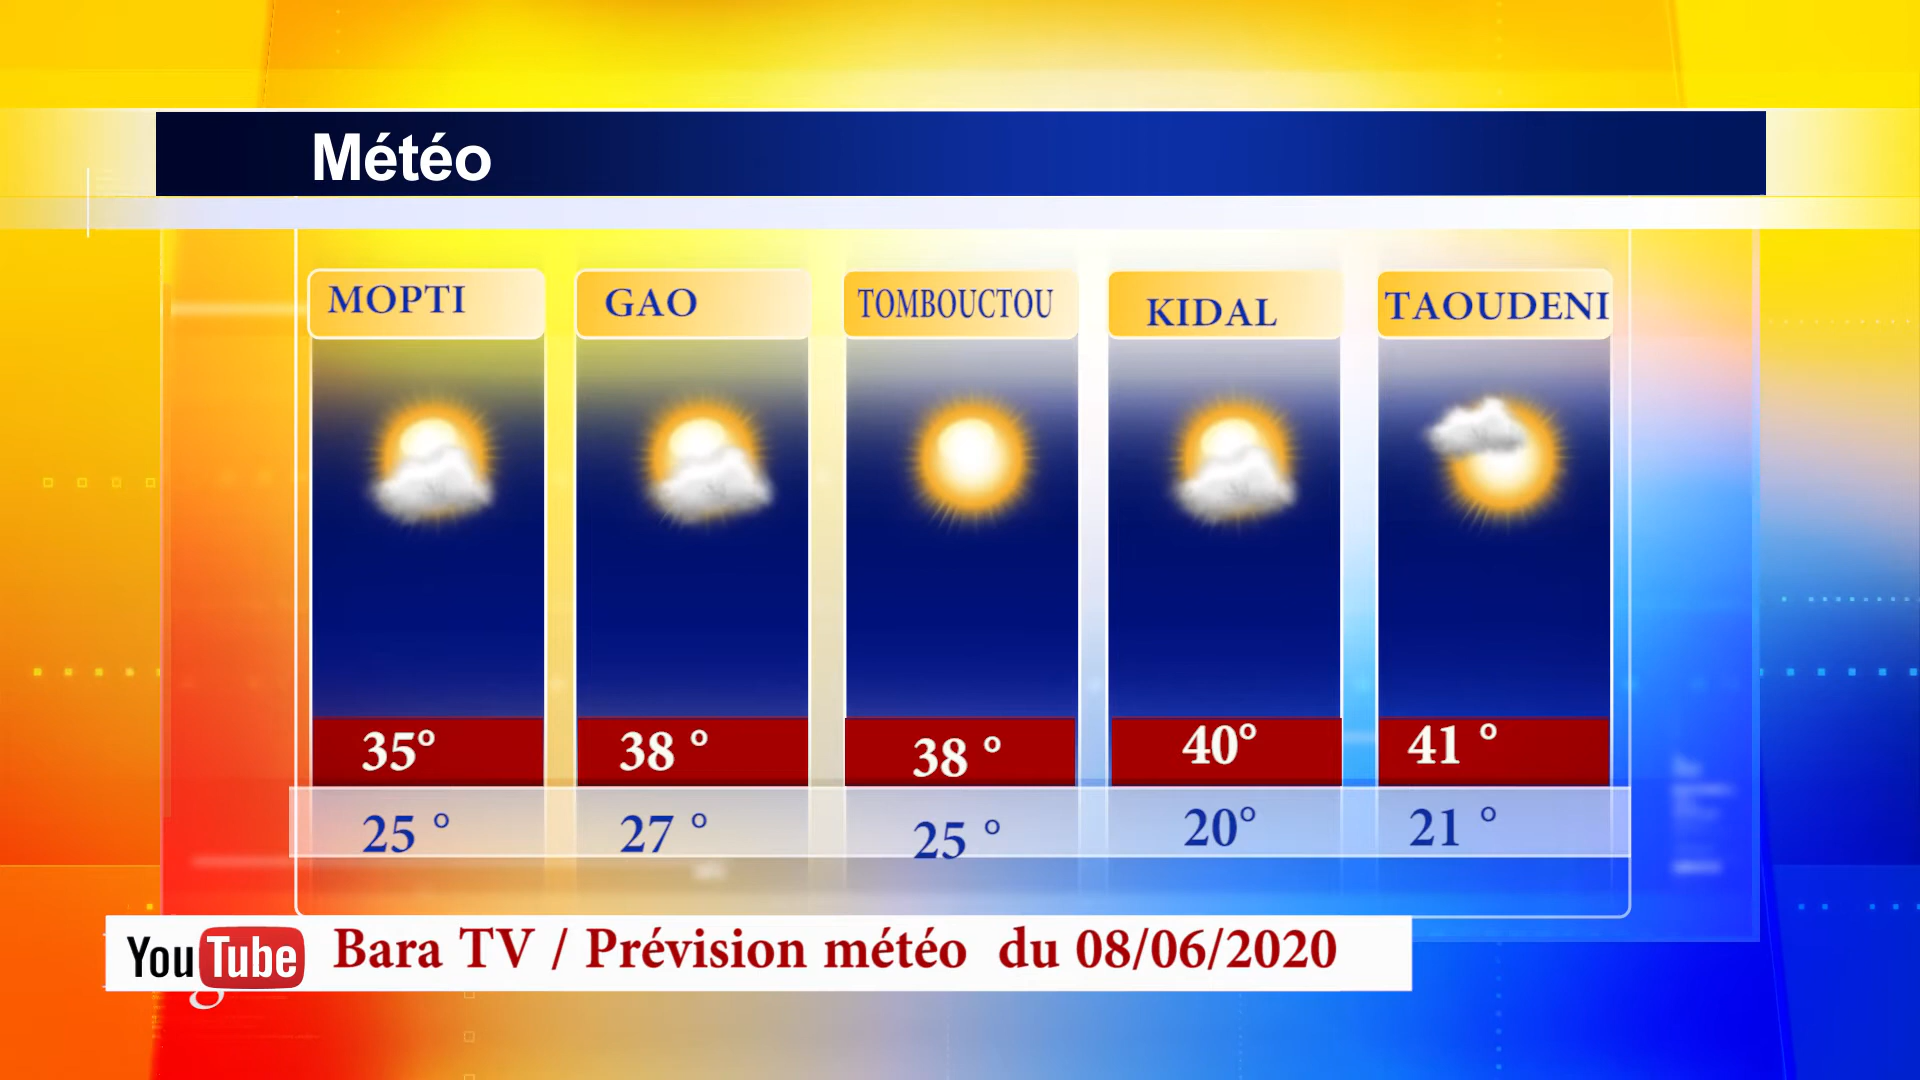 Météo
MOPTI GAO TOMBOUCTOU KIDAL TAOUDENI
35° 38 ° 38 ° 40° 41 °
25 ° 27 ° 25 ° 20° 21 °
YouTube Bara TV / Prévision météo du 08/06/2020